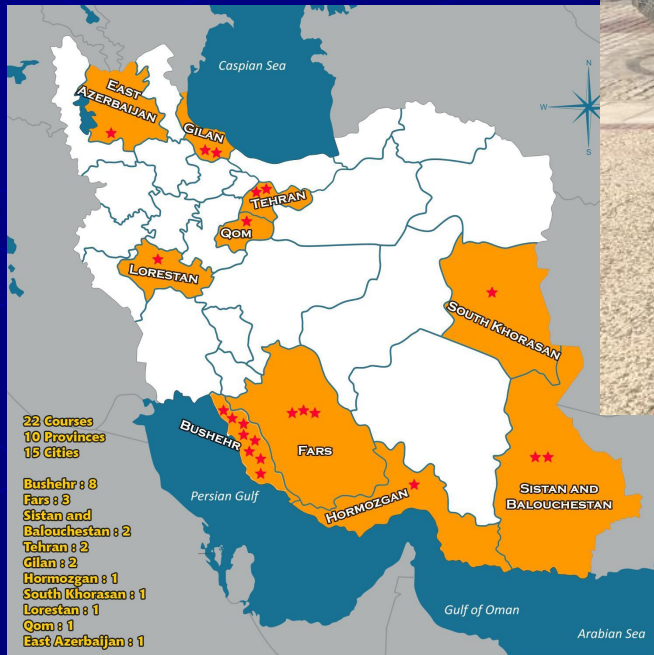 Caspian Sea
N
W
S
EAST
AZERBAIJAN
GILAN
TEHRAN
QOM
LORESTAN
SOUTH KHORASAN
BUSHEHR
FARS
HORMOZGAN
SISTAN AND
BALOUCHESTAN
Persian Gulf
Gulf of Oman
Arabian Sea
22 Courses
10 Provinces
15 Cities
Bushehr : 8
Fars : 3
Sistan and
Balouchestan : 2
Tehran : 2
Gilan : 2
Hormozgan : 1
South Khorasan : 1
Lorestan : 1
Qom : 1
East Azerbaijan : 1